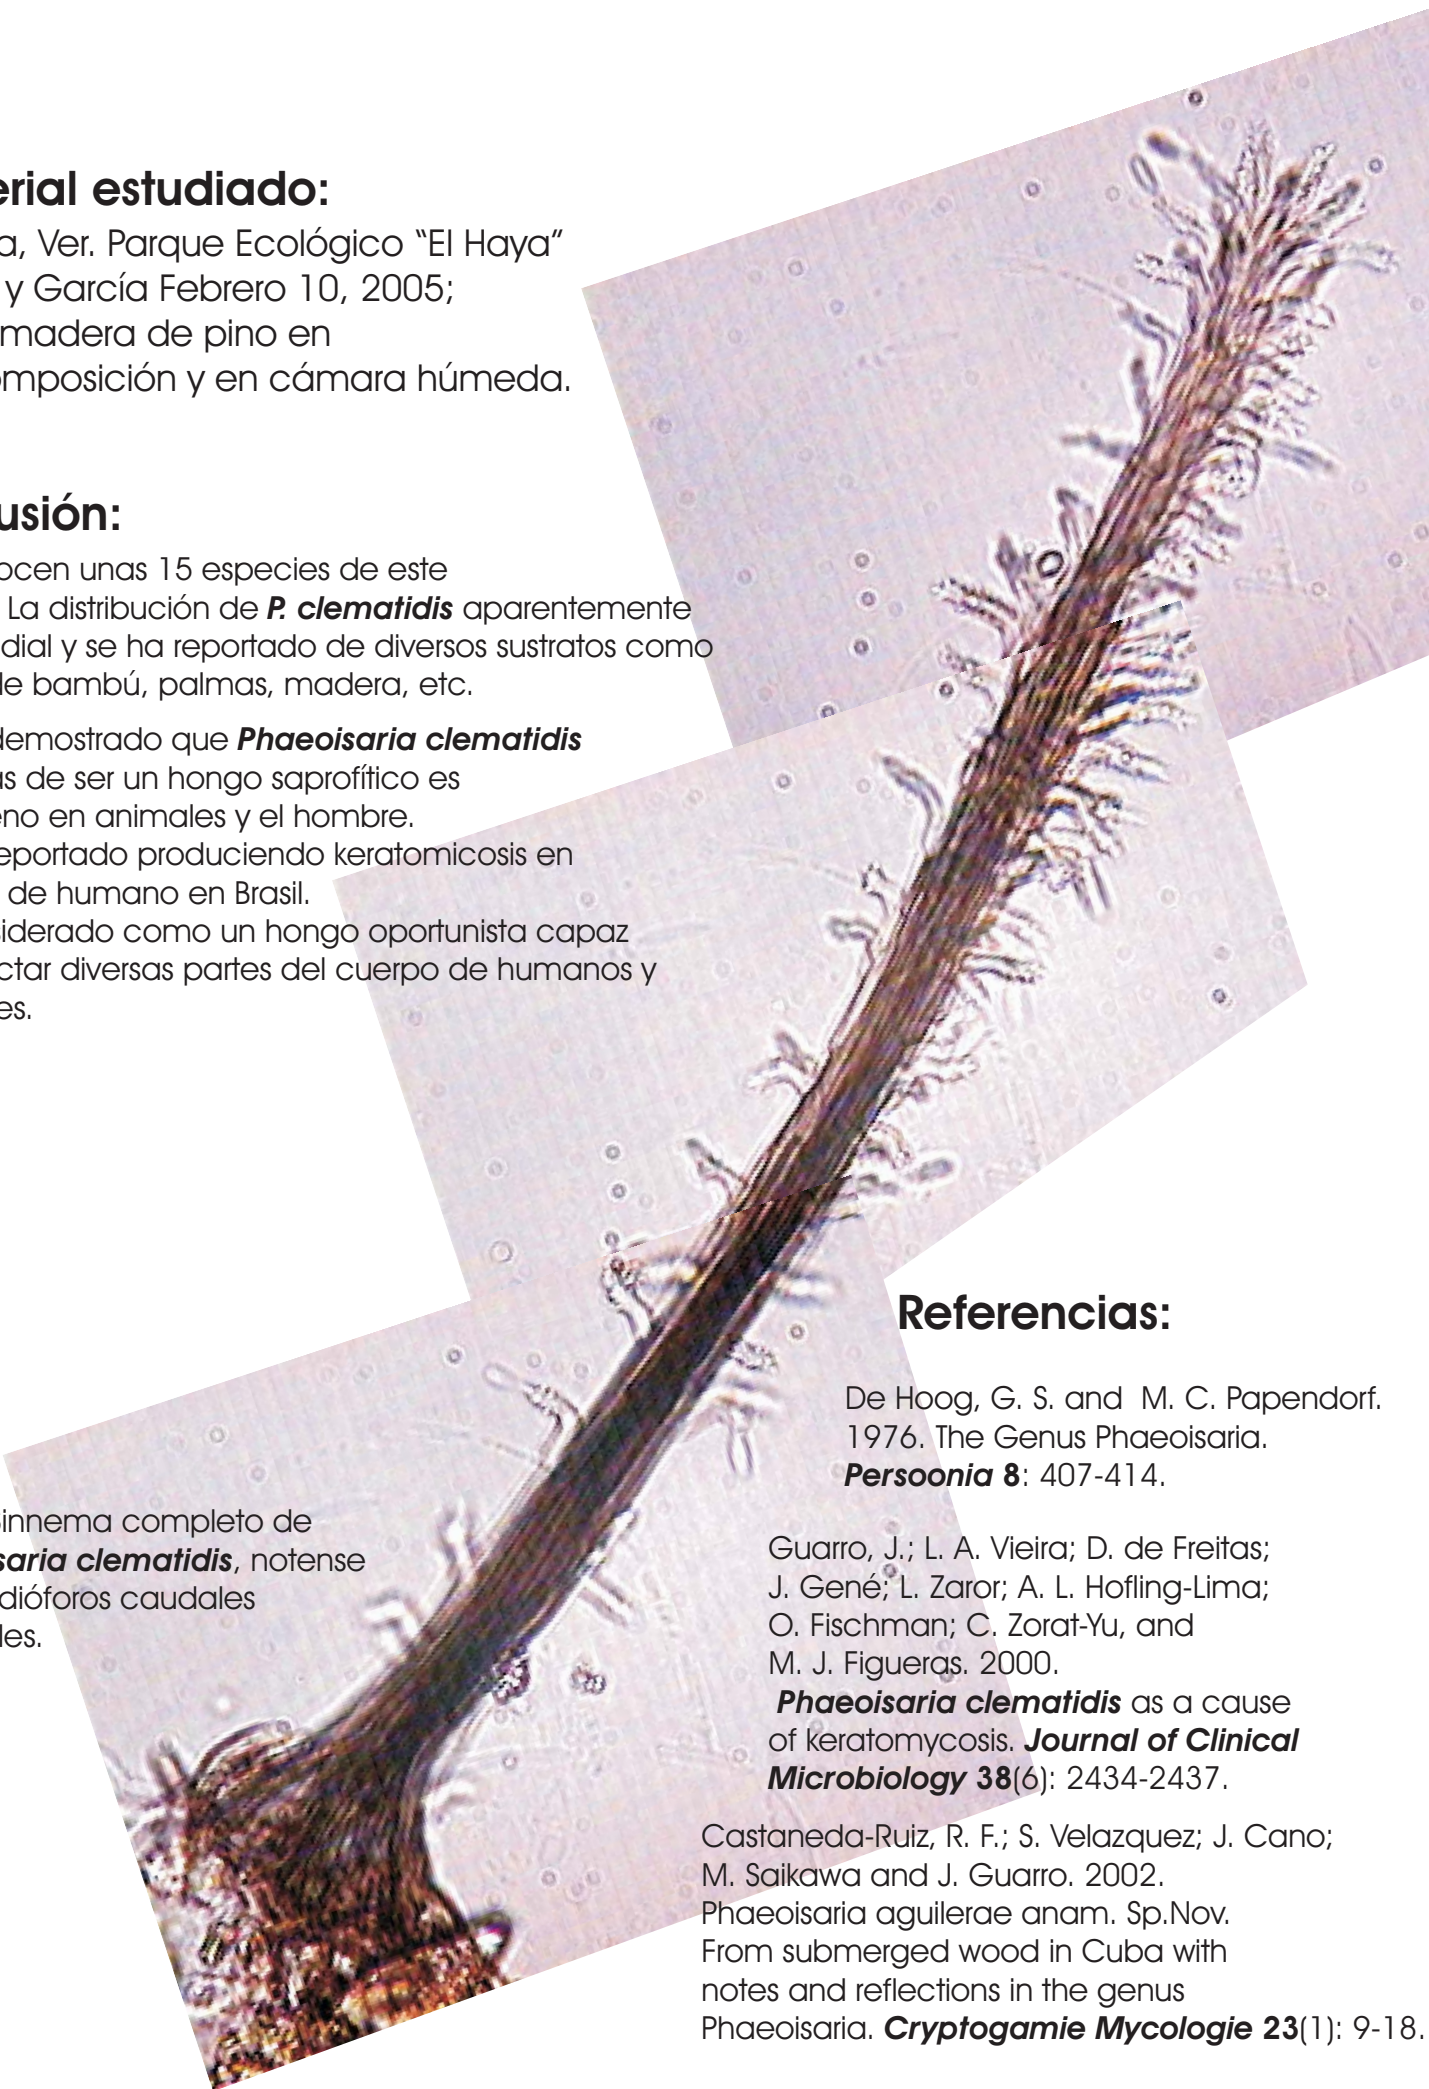 erial estudiado:
a, Ver. Parque Ecológico “El Haya”
y García Febrero 10, 2005;
madera de pino en
omposición y en cámara húmeda.
usión:
ocen unas 15 especies de este
La distribución de P. clematidis aparentemente
dial y se ha reportado de diversos sustratos como
de bambú, palmas, madera, etc.
demostrado que Phaeoisaria clematidis
as de ser un hongo saprofítico es
eno en animales y el hombre.
eportado produciendo keratomicosis en
de humano en Brasil.
siderado como un hongo oportunista capaz
ctar diversas partes del cuerpo de humanos y
es.
Sinnema completo de
saria clematidis, notense
dióforos caudales
les.
Referencias:
De Hoog, G. S. and M. C. Papendorf.
1976. The Genus Phaeoisaria.
Persoonia 8: 407-414.
Guarro, J.; L. A. Vieira; D. de Freitas;
J. Gené; L. Zaror; A. L. Hofling-Lima;
O. Fischman; C. Zorat-Yu, and
M. J. Figueras. 2000.
Phaeoisaria clematidis as a cause
of keratomycosis. Journal of Clinical
Microbiology 38(6): 2434-2437.
Castaneda-Ruiz, R. F.; S. Velazquez; J. Cano;
M. Saikawa and J. Guarro. 2002.
Phaeoisaria aguilerae anam. Sp.Nov.
From submerged wood in Cuba with
notes and reflections in the genus
Phaeoisaria. Cryptogamie Mycologie 23(1): 9-18.